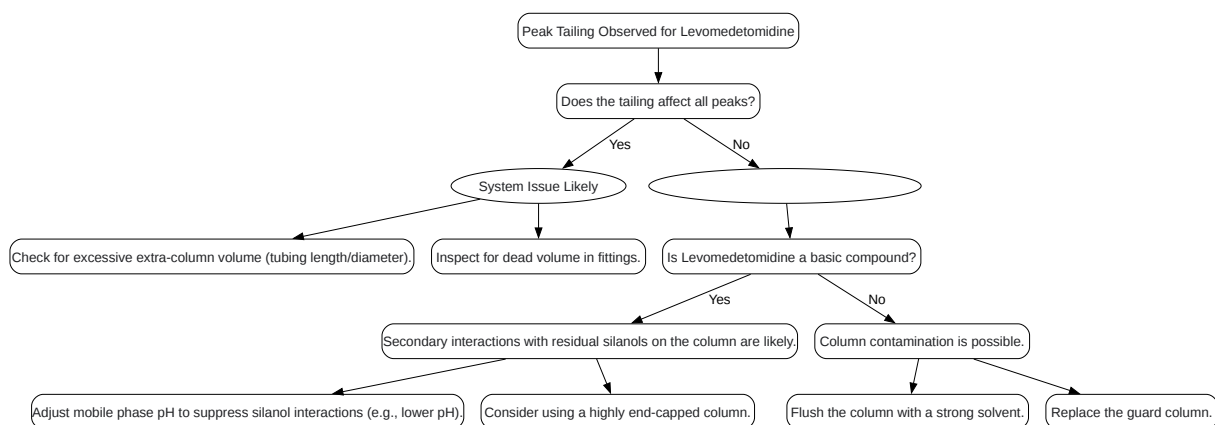 Peak Tailing Observed for Levomedetomidine
Does the tailing affect all peaks?
Yes
No
System Issue Likely
Check for excessive extra-column volume (tubing length/diameter).
Inspect for dead volume in fittings.
Is Levomedetomidine a basic compound?
Yes
No
Secondary interactions with residual silanols on the column are likely.
Column contamination is possible.
Adjust mobile phase pH to suppress silanol interactions (e.g., lower pH).
Consider using a highly end-capped column.
Flush the column with a strong solvent.
Replace the guard column.